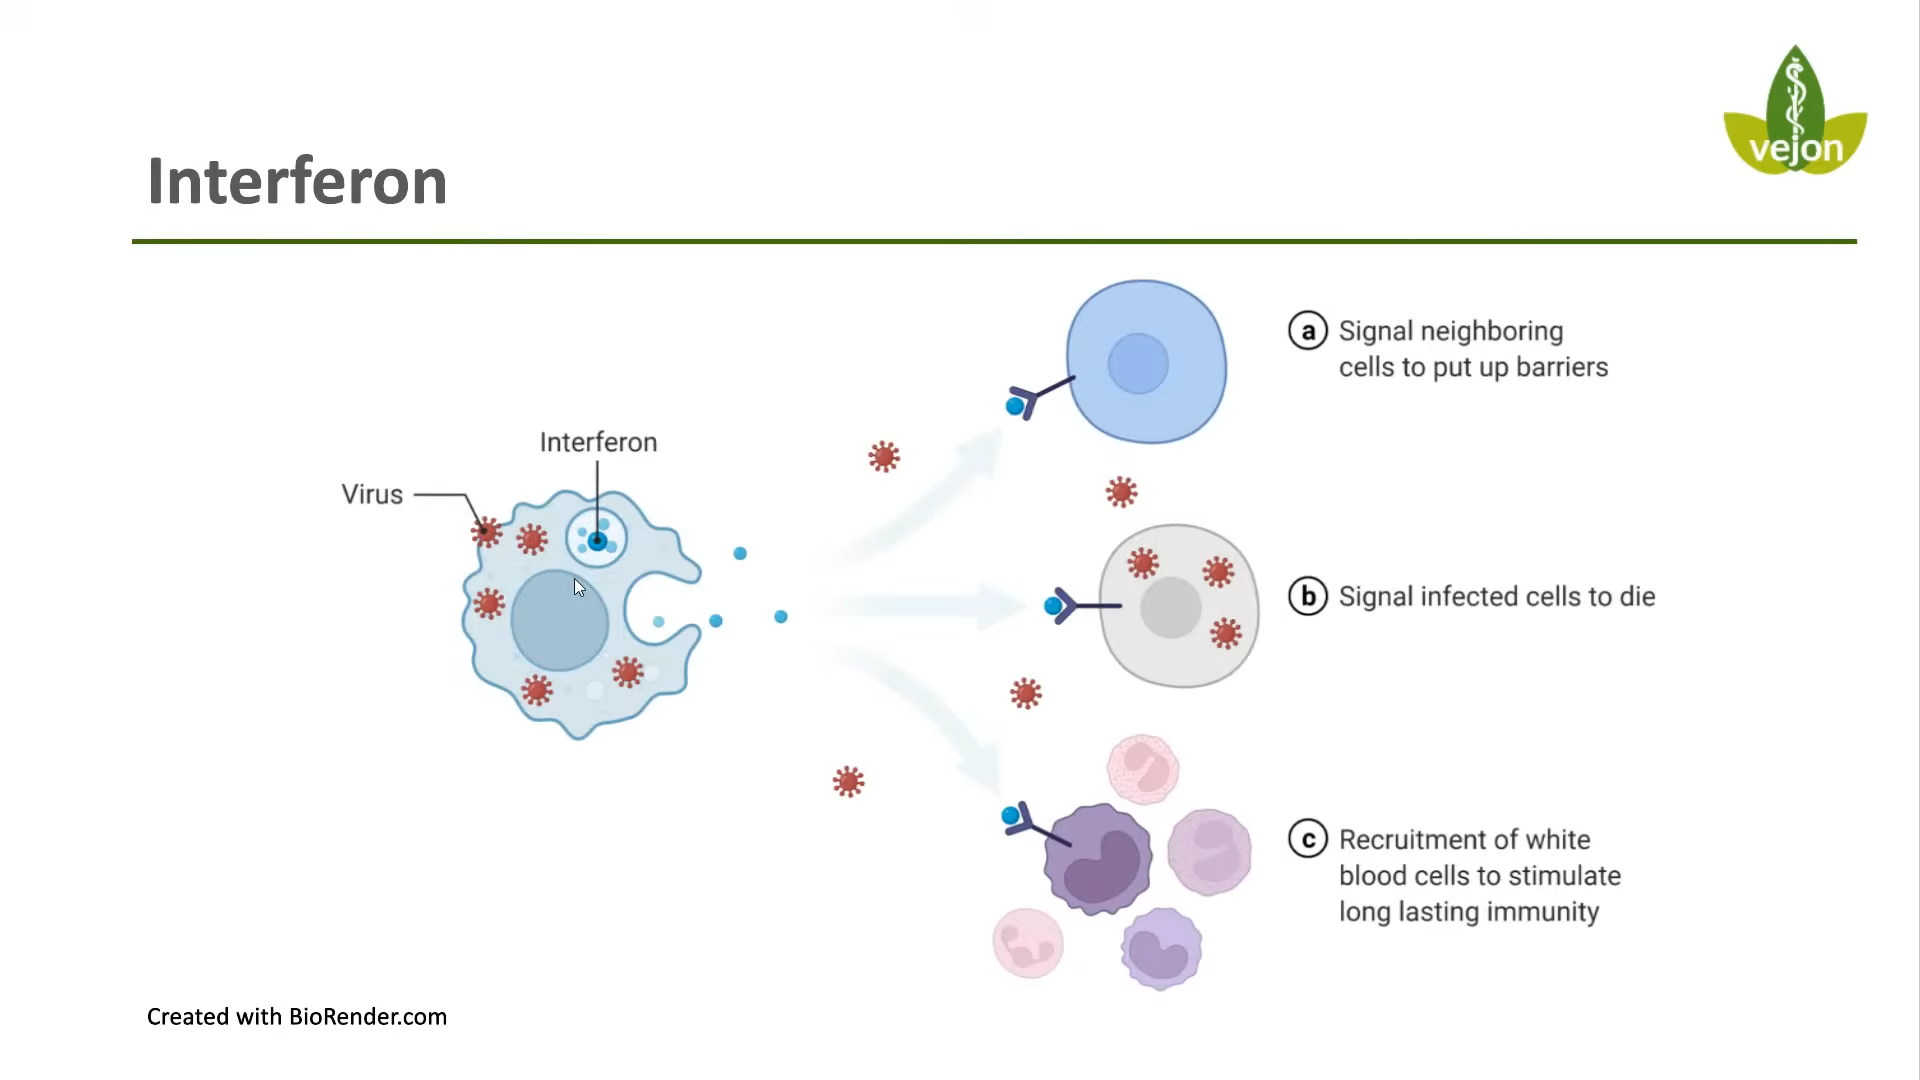 vejon
Interferon
Interferon
Virus
a Signal neighboring
cells to put up barriers
b Signal infected cells to die
c Recruitment of white
blood cells to stimulate
long lasting immunity
Created with BioRender.com